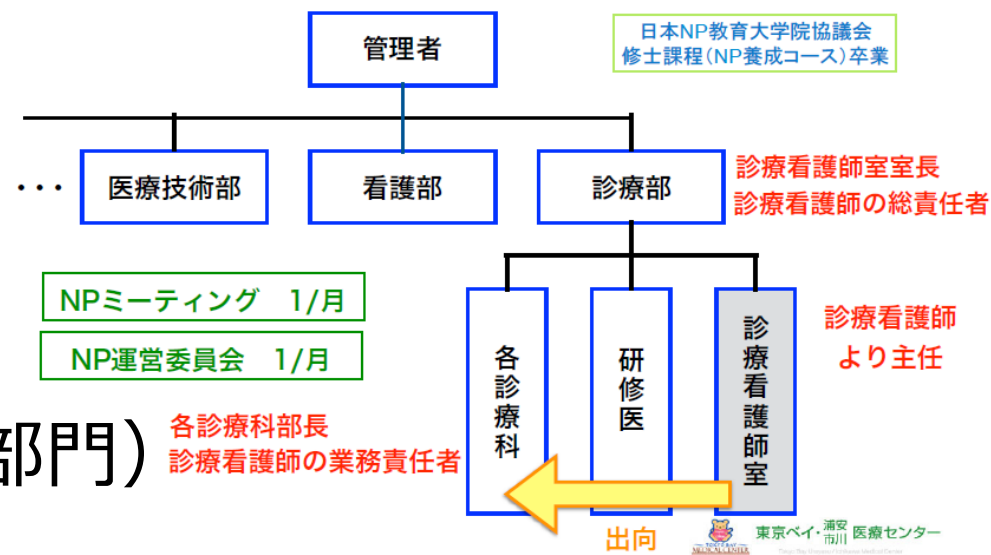 日本NP教育大学院協議会
修士課程(NP養成コース)卒業
管理者
・・・
医療技術部
看護部
診療部
診療看護師室室長
診療看護師の総責任者
NPミーティング 1/月
NP運営委員会 1/月
各診療科
研修医
診療看護師室
診療看護師
より主任
部門)
各診療科部長
診療看護師の業務責任者
出向
TOKYO BAY
MEDICAL CENTER
東京ベイ・浦安市川医療センター